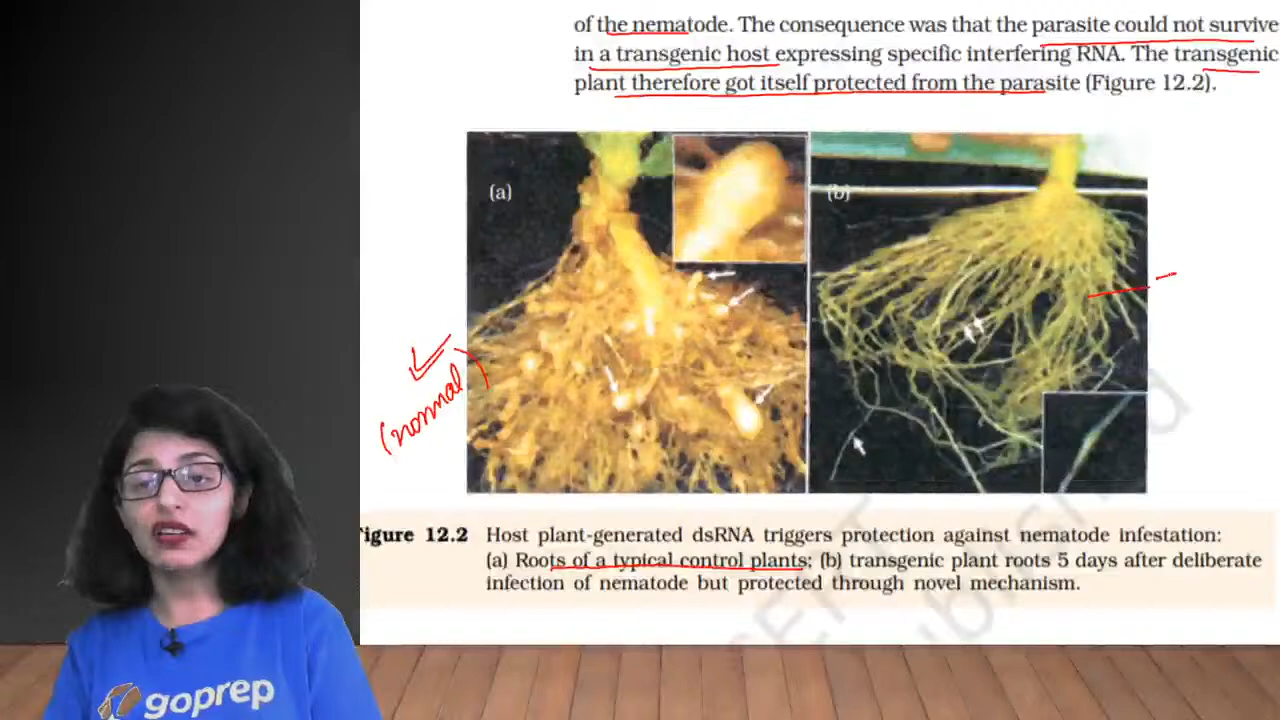 of the nematode. The consequence was that the parasite could not survive
in a transgenic host expressing specific interfering RNA. The transgenic
plant therefore got itself protected from the parasite (Figure 12.2).
(a)
(b)
(normal)
igure 12.2 Host plant-generated dsRNA triggers protection against nematode infestation:
(a) Roots of a typical control plants; (b) transgenic plant roots 5 days after deliberate
infection of nematode but protected through novel mechanism.
goprep